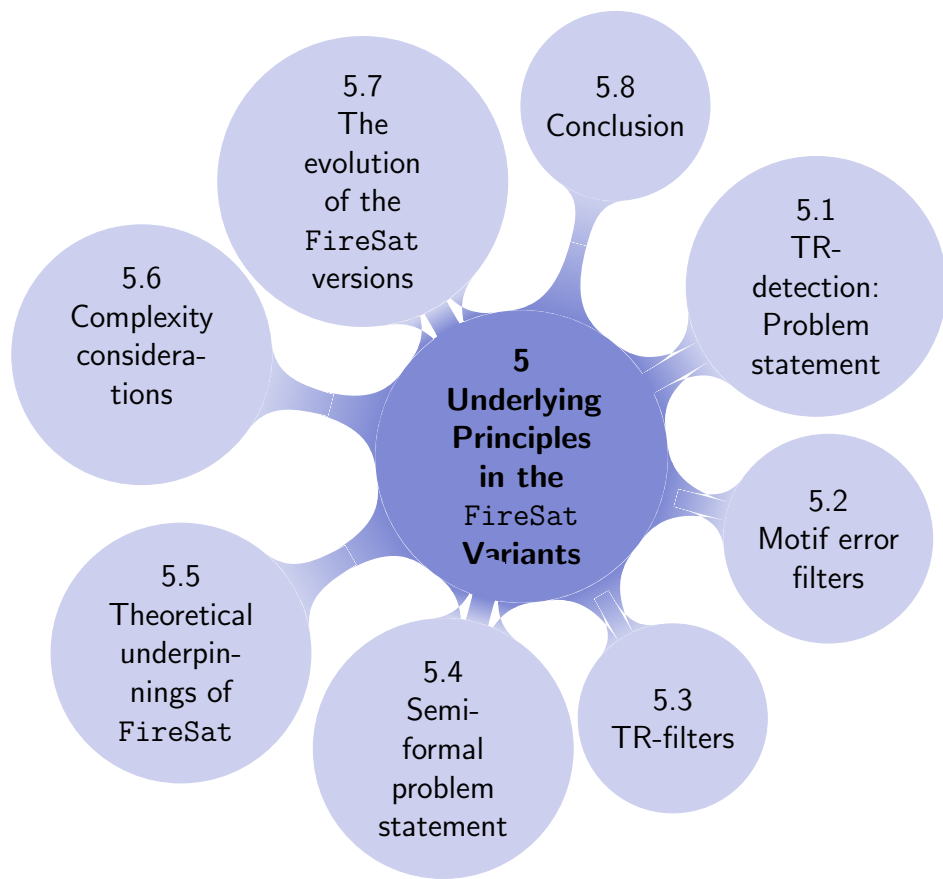 5
Underlying
Principles
in the
FireSat
Variants
5.1
TR-
detection:
Problem
statement
5.2
Motif error
filters
5.3
TR-filters
5.4
Semi-
formal
problem
statement
5.5
Theoretical
underpin-
nings of
FireSat
5.6
Complexity
considera-
tions
5.7
The
evolution
of the
FireSat
versions
5.8
Conclusion